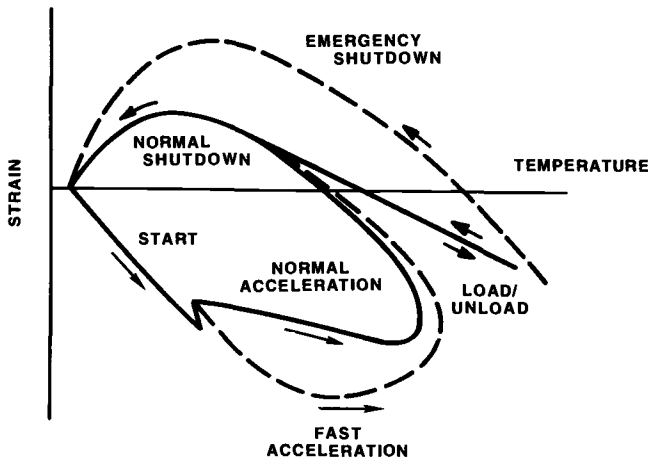 EMERGENCY
SHUTDOWN
NORMAL
SHUTDOWN
TEMPERATURE
STRAIN
START
NORMAL
ACCELERATION
LOAD/
UNLOAD
FAST
ACCELERATION